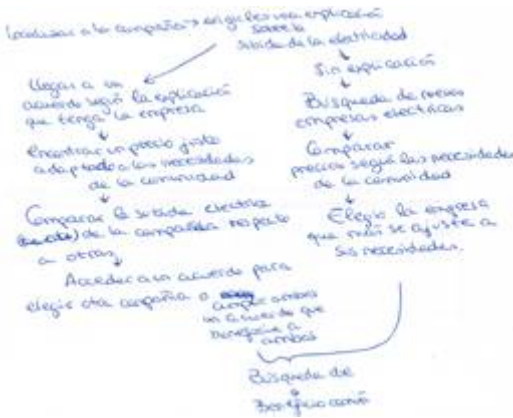 Localizar a la compañía → exigirles una explicación
sobre la
subida de la electricidad
Llegar a un
acuerdo según la explicación
que tenga la empresa
Encontrar un precio justo
adaptado a las necesidades
de la comunidad
Comparar la subida eléctrica
de la compañía respecto
a otras
Acceder a un acuerdo para
elegir otra compañía o
ambos
un acuerdo que
beneficie a
ambos
Sin explicación
Búsqueda de nuevas
empresas eléctricas
Comparar
precios según las necesidades
de la comunidad
Elegir la empresa
que más se ajuste a
sus necesidades.
Búsqueda de
Beneficio común